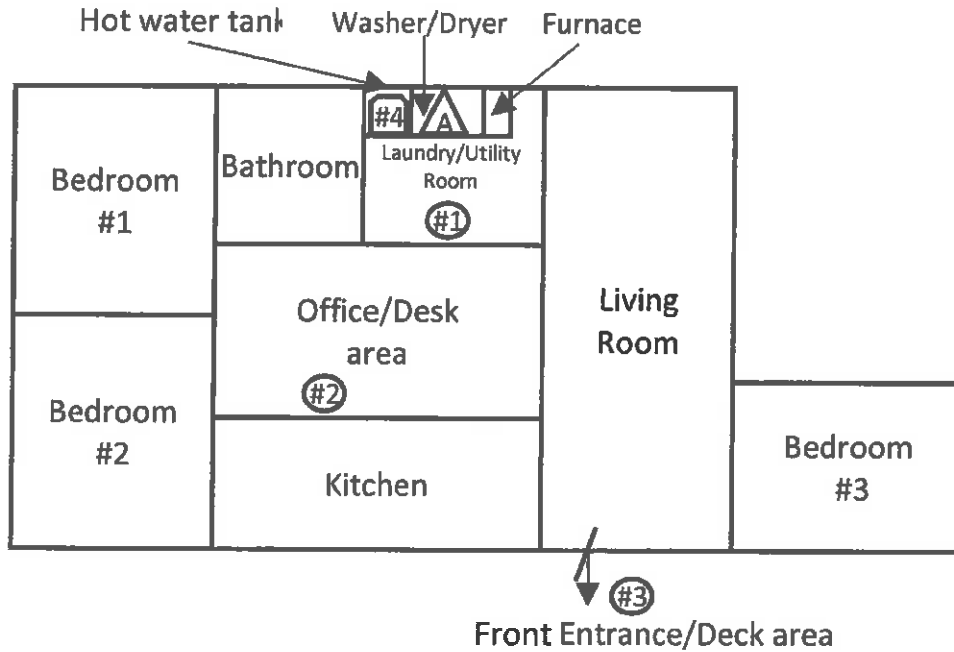 Hot water tank
Washer/Dryer
Furnace
#4
A
Laundry/Utility
Room
#1
Bathroom
Bedroom
#1
Office/Desk
area
#2
Living
Room
Bedroom
#2
Kitchen
Bedroom
#3
#3
Front Entrance/Deck area